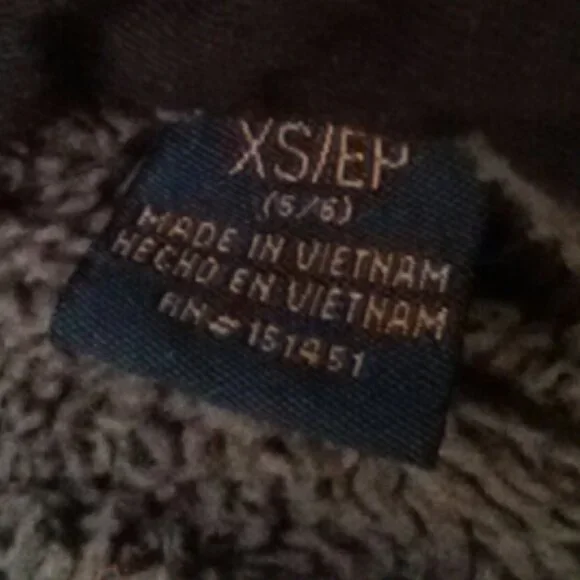 XS/EP
(5/6)
MADE IN VIETNAM
HECHO EN VIETNAM
RN# 151451